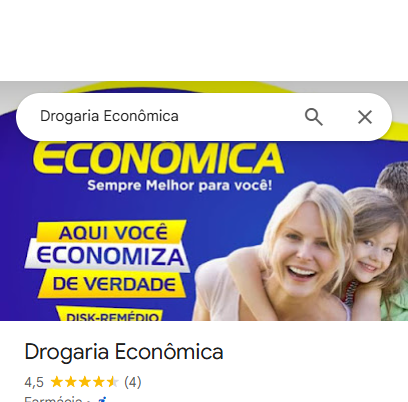 Drogaria Econômica
ECONÔMICA
Sempre Melhor para você!
AQUI VOCÊ
ECONOMIZA
DE VERDADE
DISK-REMÉDIO
Drogaria Econômica
4,5 (4)
Farmácia ·